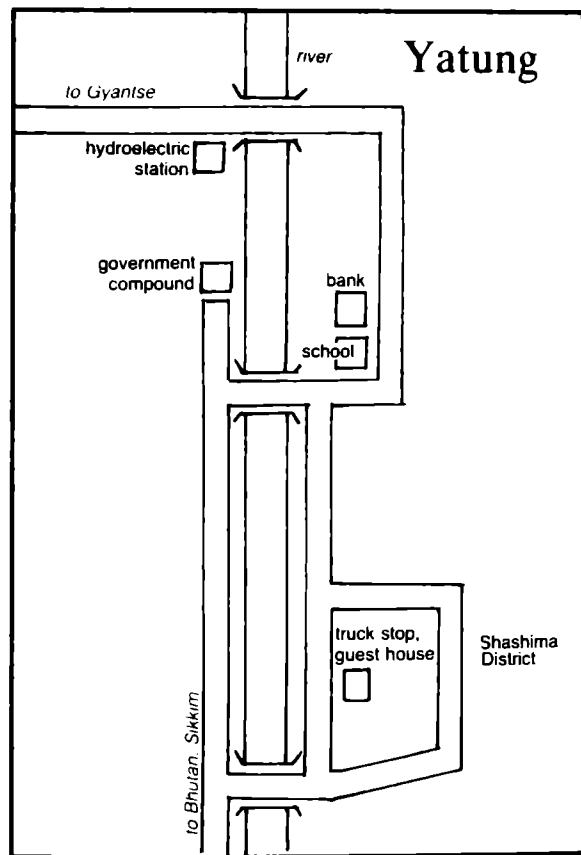 Yatung
river
to Gyantse
hydroelectric
station
government
compound
bank
school
truck stop,
guest house
Shashima
District
to Bhutan, Sikkim